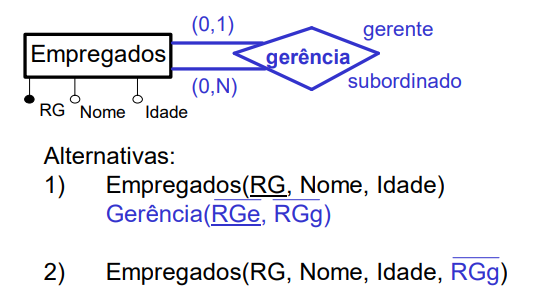 (0,1)
gerente
Empregados
gerência
(0,N)
subordinado
RG
Nome
Idade
Alternativas:
1) Empregados(RG, Nome, Idade)
Gerência(RGe, RGg)
2) Empregados(RG, Nome, Idade, RGg)